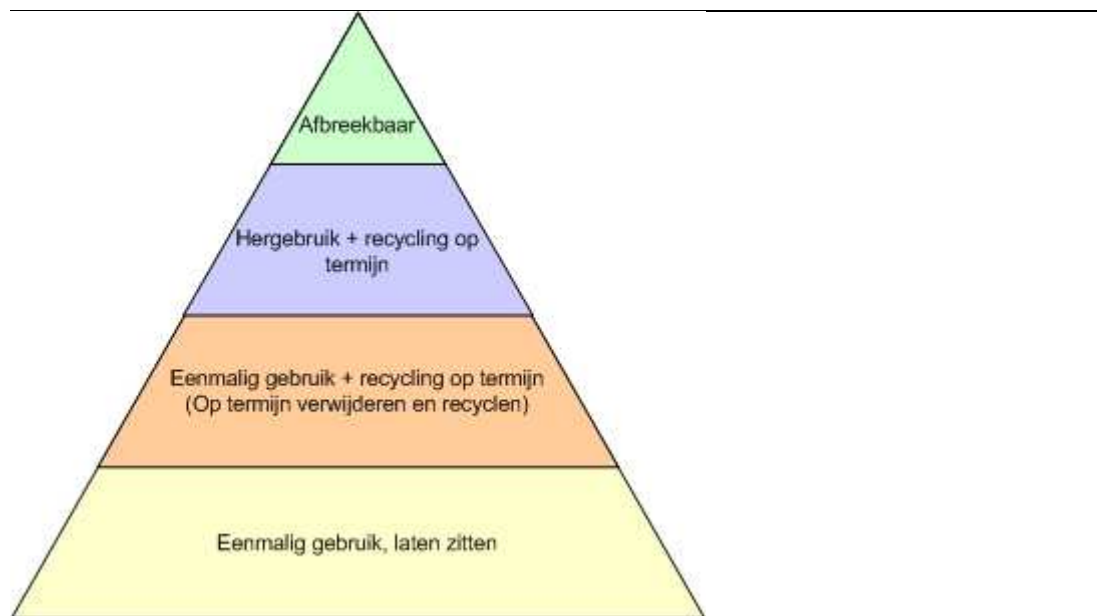 Afbreekbaar
Hergebruik + recycling op
termijn
Eenmalig gebruik + recycling op termijn
(Op termijn verwijderen en recyclen)
Eenmalig gebruik, laten zitten